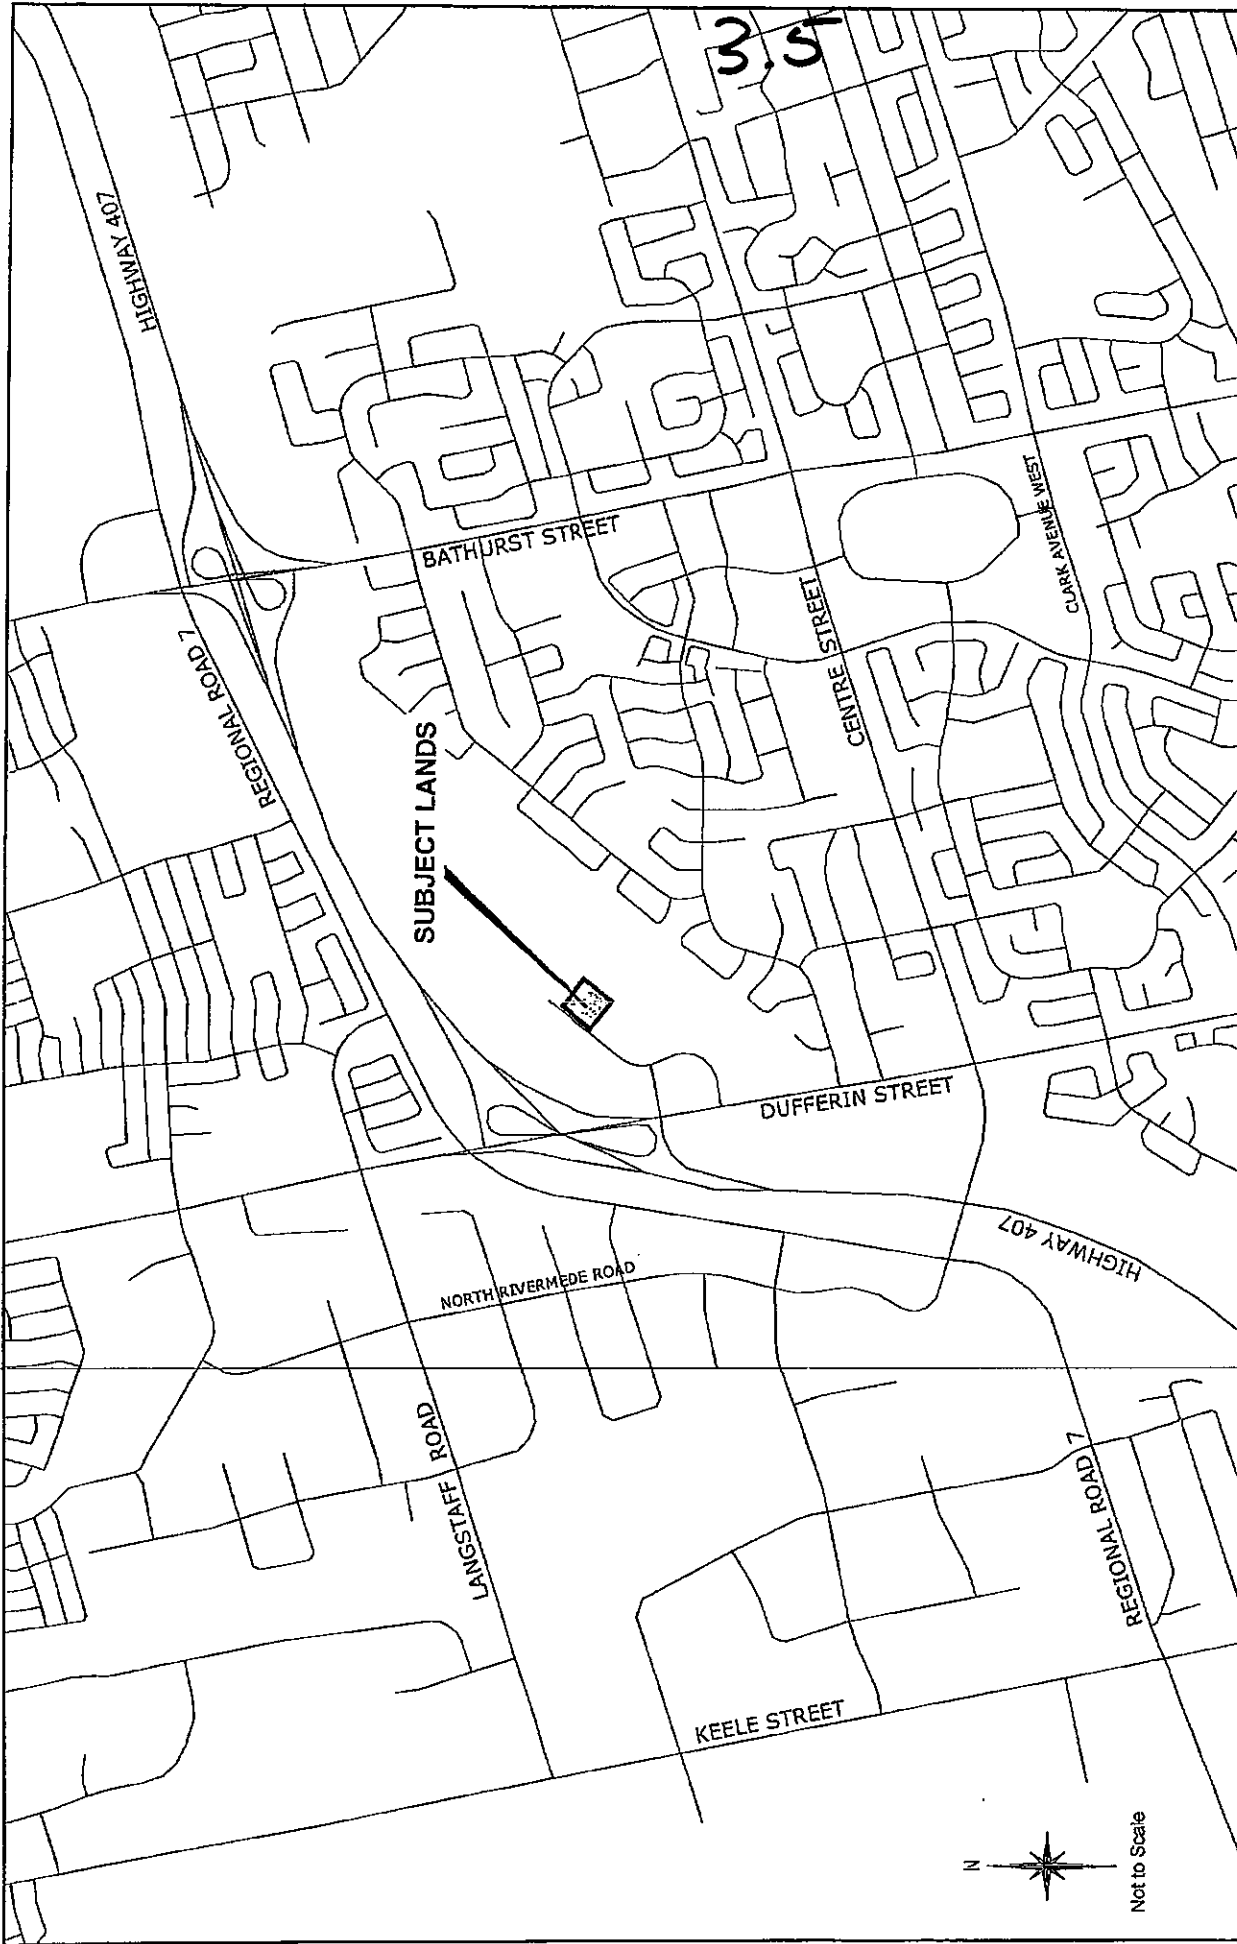 3.5
HIGHWAY 407
REGIONAL ROAD 7
BATHURST STREET
CLARK AVENUE WEST
CENTRE STREET
SUBJECT LANDS
DUFFERIN STREET
HIGHWAY 407
NORTH RIVERMEDE ROAD
LANGSTAFF ROAD
REGIONAL ROAD 7
KEELE STREET
N
Not to Scale